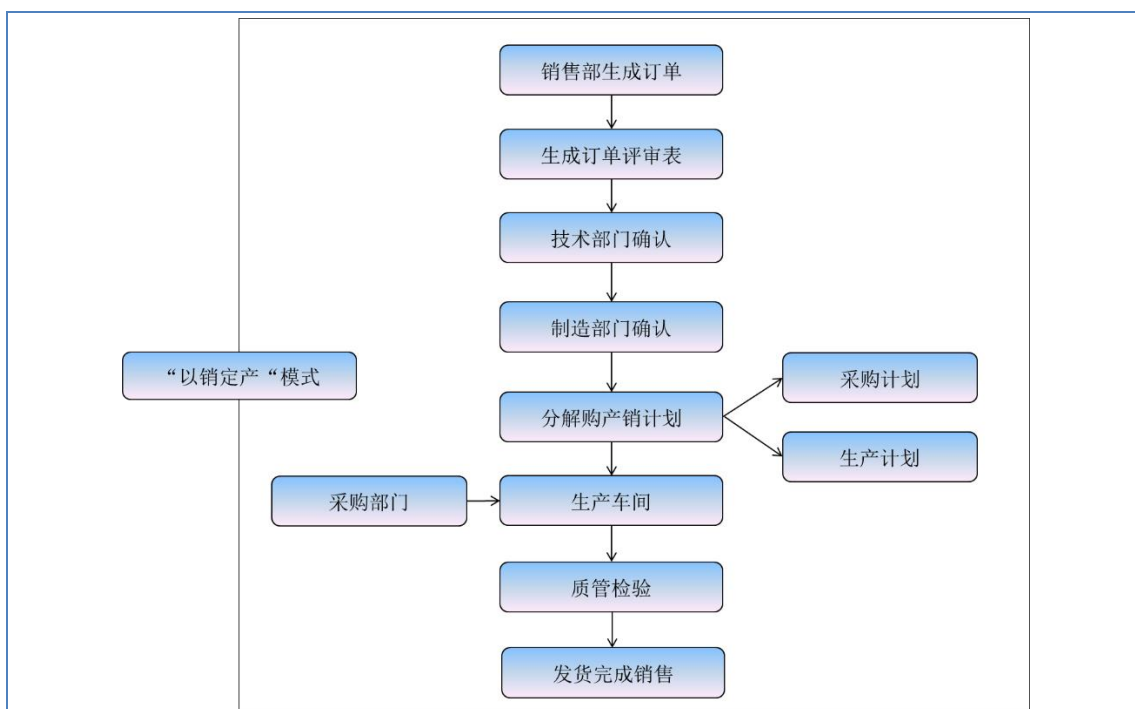 销售部生成订单
生成订单评审表
技术部门确认
制造部门确认
“以销定产“模式
采购计划
分解购产销计划
生产计划
采购部门
生产车间
质管检验
发货完成销售